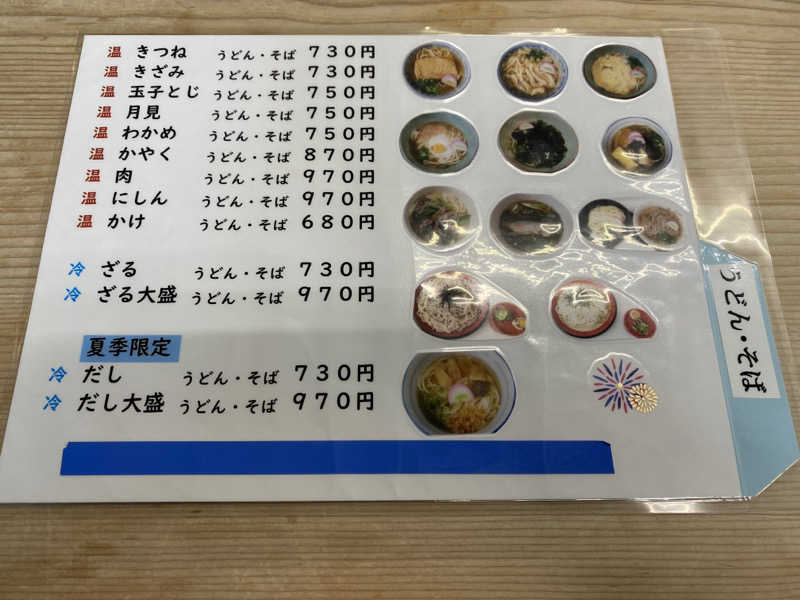 温 きつね うどん・そば 730円
温 きざみ うどん・そば 730円
温 玉子とじ うどん・そば 750円
温 月見 うどん・そば 750円
温 わかめ うどん・そば 750円
温 かやく うどん・そば 870円
温 肉 うどん・そば 970円
温 にしん うどん・そば 970円
温 かけ うどん・そば 680円
冷 ざる うどん・そば 730円
冷 ざる大盛 うどん・そば 970円
夏季限定
冷 だし うどん・そば 730円
冷 だし大盛 うどん・そば 970円
うどん・そば